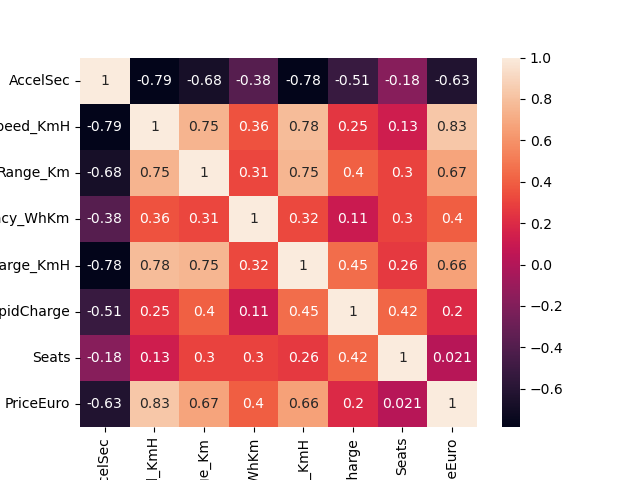 AccelSec 1 -0.79 -0.68 -0.38 -0.78 -0.51 -0.18 -0.63
peed_KmH -0.79 1 0.75 0.36 0.78 0.25 0.13 0.83
Range_Km -0.68 0.75 1 0.31 0.75 0.4 0.3 0.67
cy_WhKm -0.38 0.36 0.31 1 0.32 0.11 0.3 0.4
arge_KmH -0.78 0.78 0.75 0.32 1 0.45 0.26 0.66
pidCharge -0.51 0.25 0.4 0.11 0.45 1 0.42 0.2
Seats -0.18 0.13 0.3 0.3 0.26 0.42 1 0.021
PriceEuro -0.63 0.83 0.67 0.4 0.66 0.2 0.021 1
celSec
d_KmH
ge_Km
WhKm
_KmH
harge
Seats
eEuro
1.0
0.8
0.6
0.4
0.2
0.0
−0.2
−0.4
−0.6